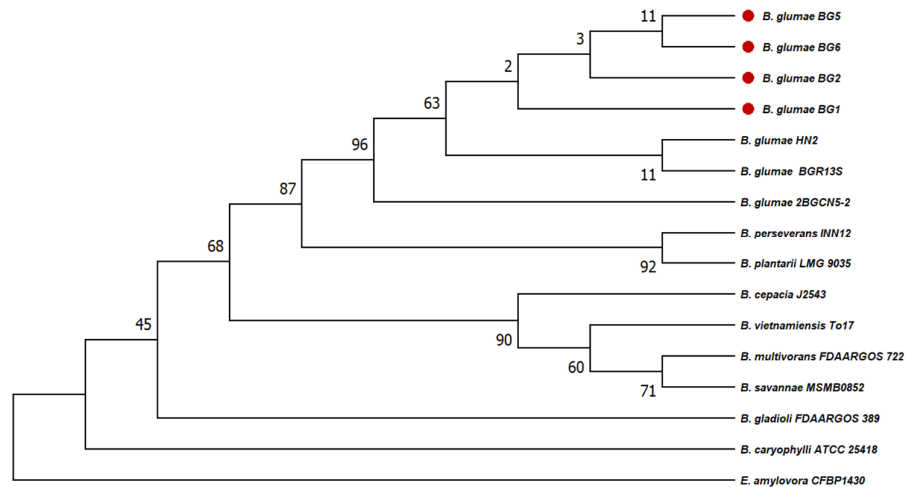 11
B. glumae BG5
3
B. glumae BG6
2
B. glumae BG2
63
B. glumae BG1
96
B. glumae HN2
87
11
B. glumae BGR13S
68
B. glumae 2BGCN5-2
B. perseverans INN12
92
B. plantarii LMG 9035
45
B. cepacia J2543
90
B. vietnamiensis To17
60
B. multivorans FDAARGOS 722
71
B. savannae MSMB0852
B. gladioli FDAARGOS 389
B. caryophylli ATCC 25418
E. amylovora CFBP1430